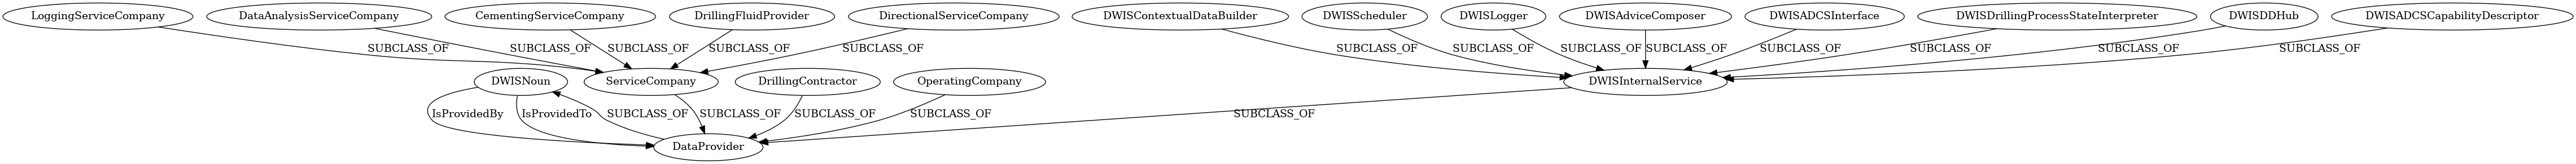 LoggingServiceCompany
DataAnalysisServiceCompany
CementingServiceCompany
DrillingFluidProvider
DirectionalServiceCompany
DWISContextualDataBuilder
DWISScheduler
DWISLogger
DWISAdviceComposer
DWISADCSInterface
DWISDrillingProcessStateInterpreter
DWISDDHub
DWISADCSCapabilityDescriptor
SUBCLASS_OF
SUBCLASS_OF
SUBCLASS_OF
SUBCLASS_OF
SUBCLASS_OF
SUBCLASS_OF
SUBCLASS_OF
SUBCLASS_OF
SUBCLASS_OF
SUBCLASS_OF
SUBCLASS_OF
SUBCLASS_OF
SUBCLASS_OF
DWISNoun
ServiceCompany
DrillingContractor
OperatingCompany
DWISInternalService
IsProvidedBy
IsProvidedTo
SUBCLASS_OF
SUBCLASS_OF
SUBCLASS_OF
SUBCLASS_OF
SUBCLASS_OF
DataProvider